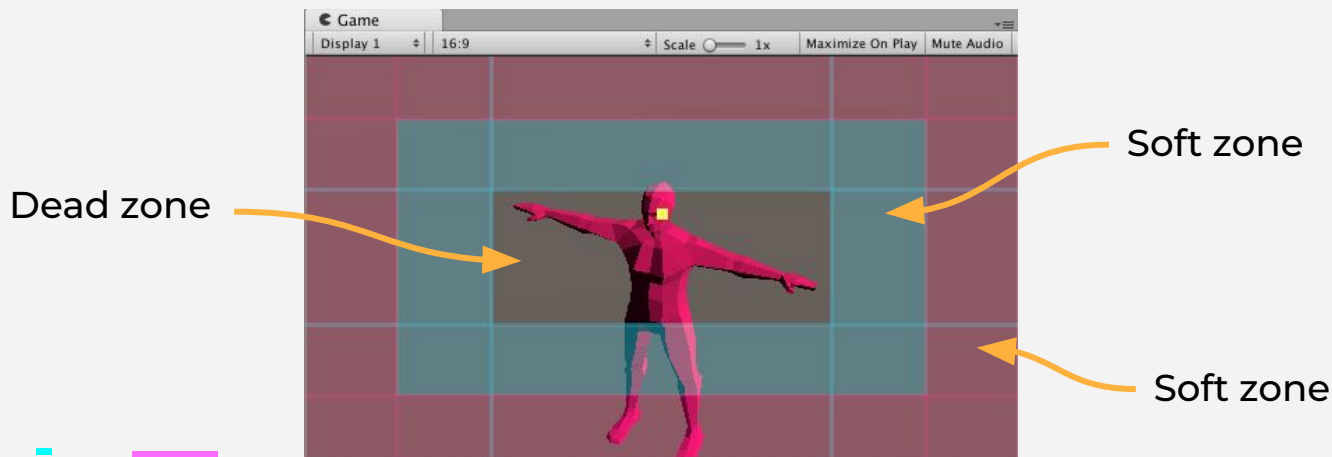 Game
Display 1 16:9 Scale 1x Maximize On Play Mute Audio
Soft zone
Dead zone
Soft zone